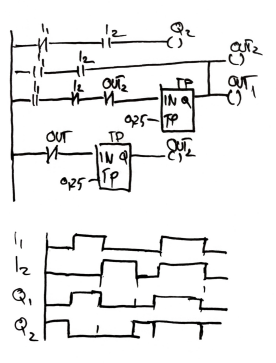 I₁ I₂ Q₂
I₁ I₂ OUT₂
I₁ I₂ OUT₂ TP OUT₁
IN Q
0,25 TP
OUT TP OUT₂
IN Q
0,25 TP
I₁
I₂
Q₁
Q₂